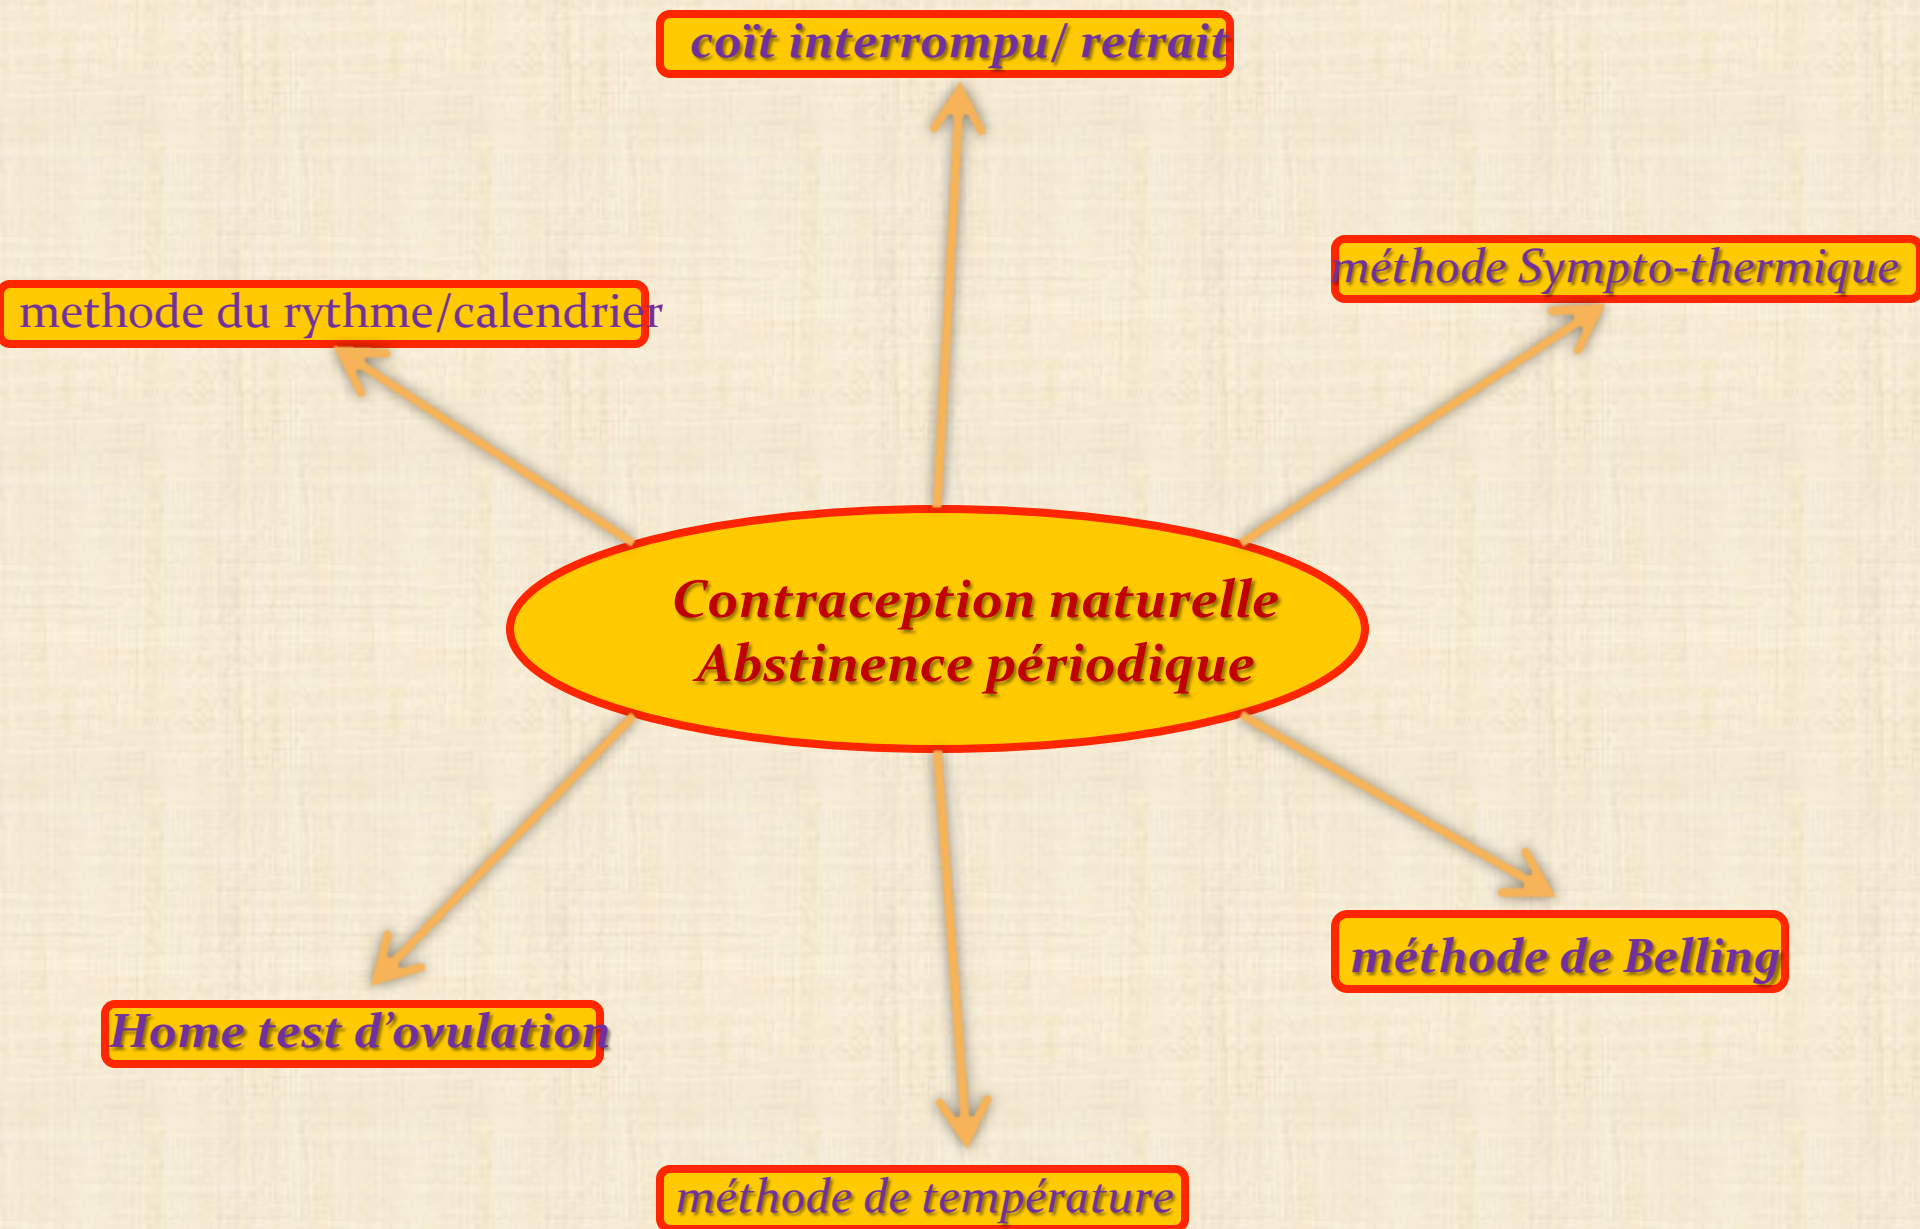 coït interrompu/ retrait
méthode Sympto-thermique
methode du rythme/calendrier
Contraception naturelle
Abstinence périodique
méthode de Belling
Home test d’ovulation
méthode de température